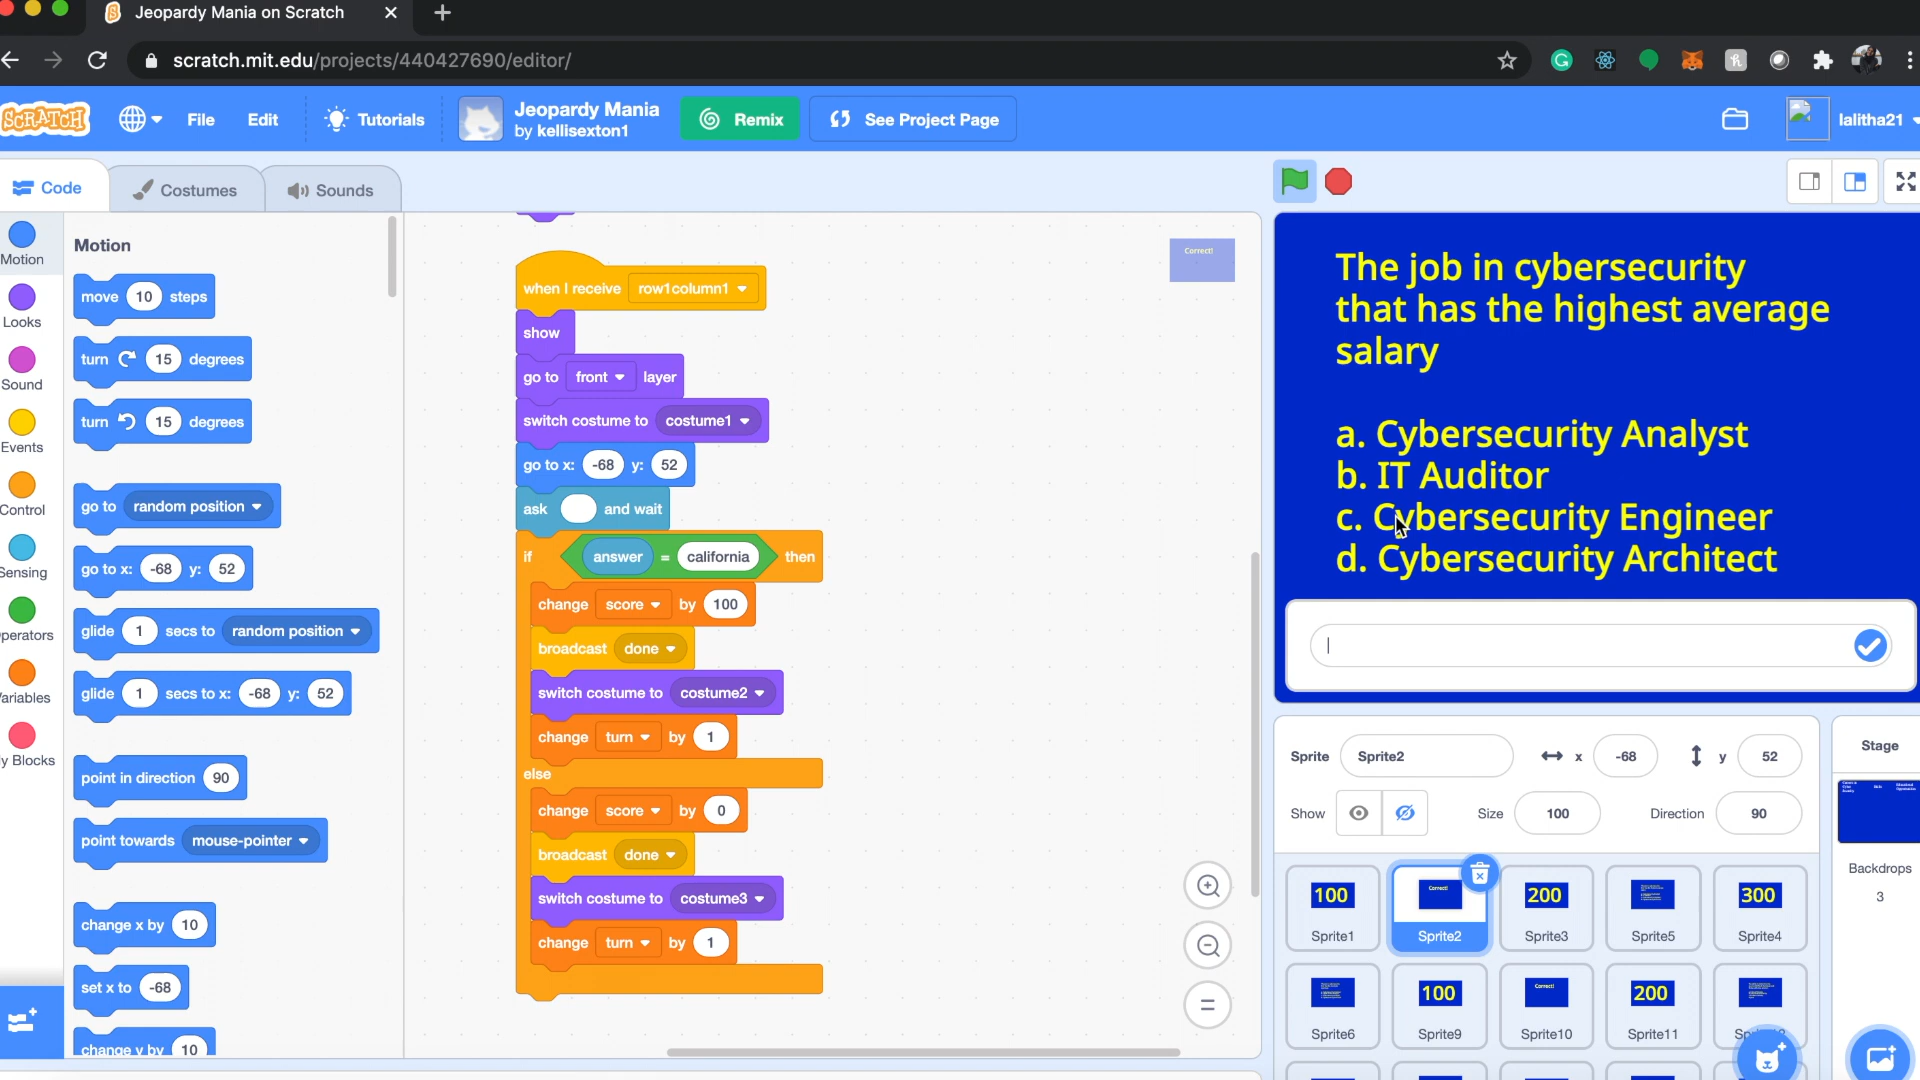 Jeopardy Mania on Scratch
scratch.mit.edu/projects/440427690/editor/
SCRATCH
File
Edit
Tutorials
Jeopardy Mania
by kellisexton1
Remix
See Project Page
lalitha21
Code
Costumes
Sounds
Motion
Looks
Sound
Events
Control
Sensing
perators
ariables
y Blocks
Motion
move 10 steps
turn 15 degrees
turn 15 degrees
go to random position
go to x: -68 y: 52
glide 1 secs to random position
glide 1 secs to x: -68 y: 52
point in direction 90
point towards mouse-pointer
change x by 10
set x to -68
change y by 10
Correct!
when I receive row1column1
show
go to front layer
switch costume to costume1
go to x: -68 y: 52
ask and wait
if answer = california then
change score by 100
broadcast done
switch costume to costume2
change turn by 1
else
change score by 0
broadcast done
switch costume to costume3
change turn by 1
The job in cybersecurity
that has the highest average
salary
a. Cybersecurity Analyst
b. IT Auditor
c. Cybersecurity Engineer
d. Cybersecurity Architect
Sprite Sprite2 x -68 y 52
Show Size 100 Direction 90
Stage
Backdrops
3
100
Sprite1
Correct!
Sprite2
200
Sprite3
Sprite5
300
Sprite4
Sprite6
100
Sprite9
Correct!
Sprite10
200
Sprite11